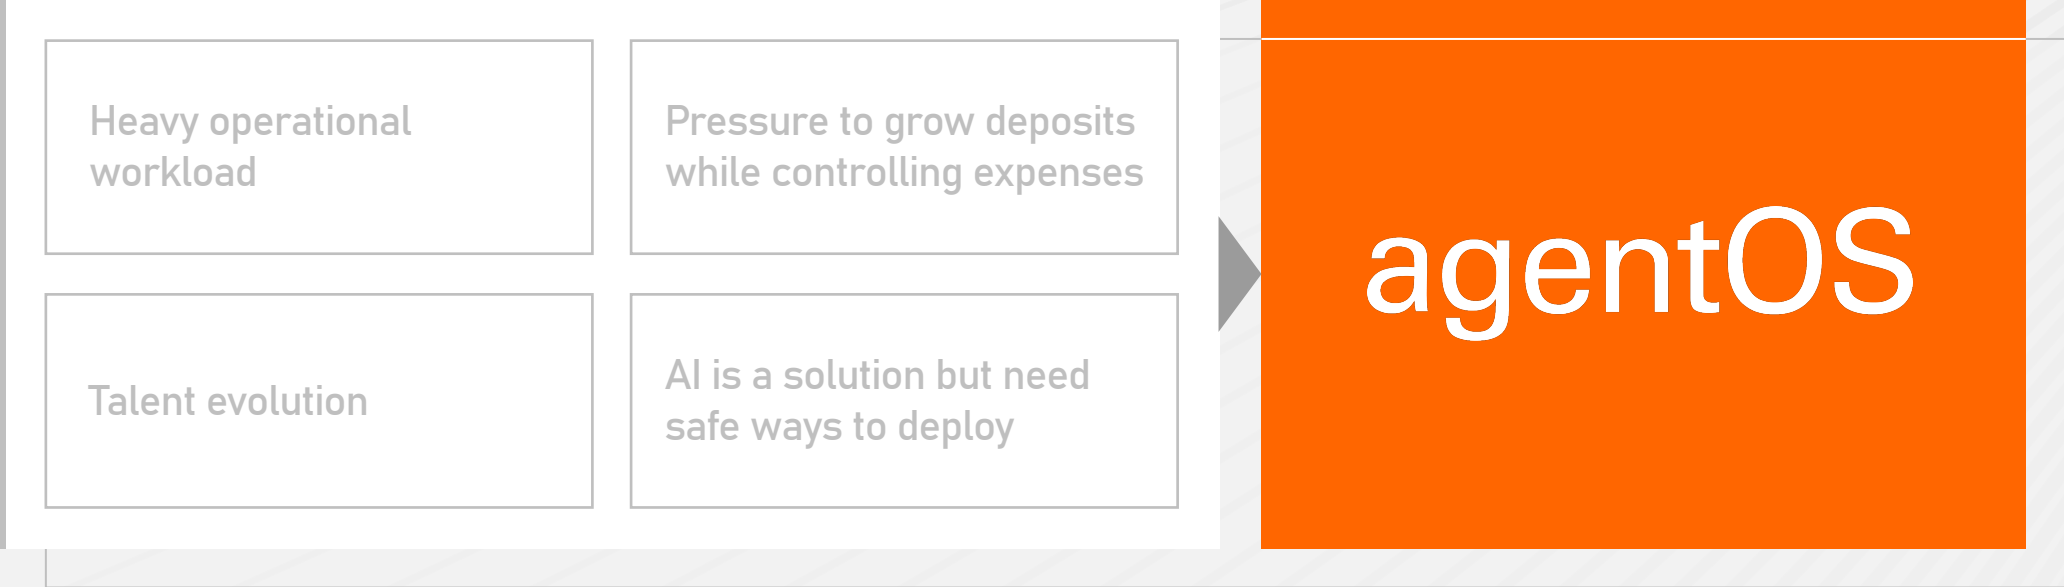 Heavy operational
workload
Pressure to grow deposits
while controlling expenses
Talent evolution
AI is a solution but need
safe ways to deploy
agentOS